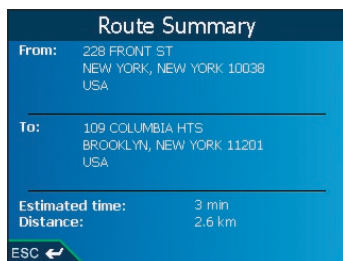 Route Summary
From: 228 FRONT ST
NEW YORK, NEW YORK 10038
USA
To: 109 COLUMBIA HTS
BROOKLYN, NEW YORK 11201
USA
Estimated time: 3 min
Distance: 2.6 km
ESC